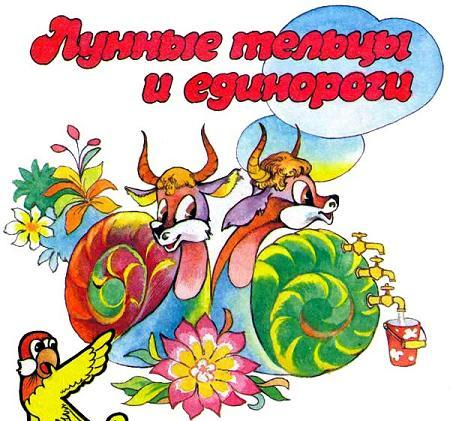 Лунные тельцы
и единороги